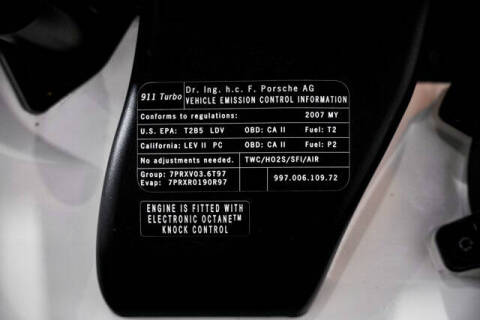 911 Turbo Dr. Ing. h.c. F. Porsche AG
VEHICLE EMISSION CONTROL INFORMATION
Conforms to regulations: 2007 MY
U.S. EPA: T2B5 LDV OBD: CA II Fuel: T2
California: LEV II PC OBD: CA II Fuel: P2
No adjustments needed. TWC/HO2S/SFI/AIR
Group: 7PRXV03.6T97
Evap: 7PRXR0190R97 997.006.109.72
ENGINE IS FITTED WITH
ELECTRONIC OCTANE™
KNOCK CONTROL